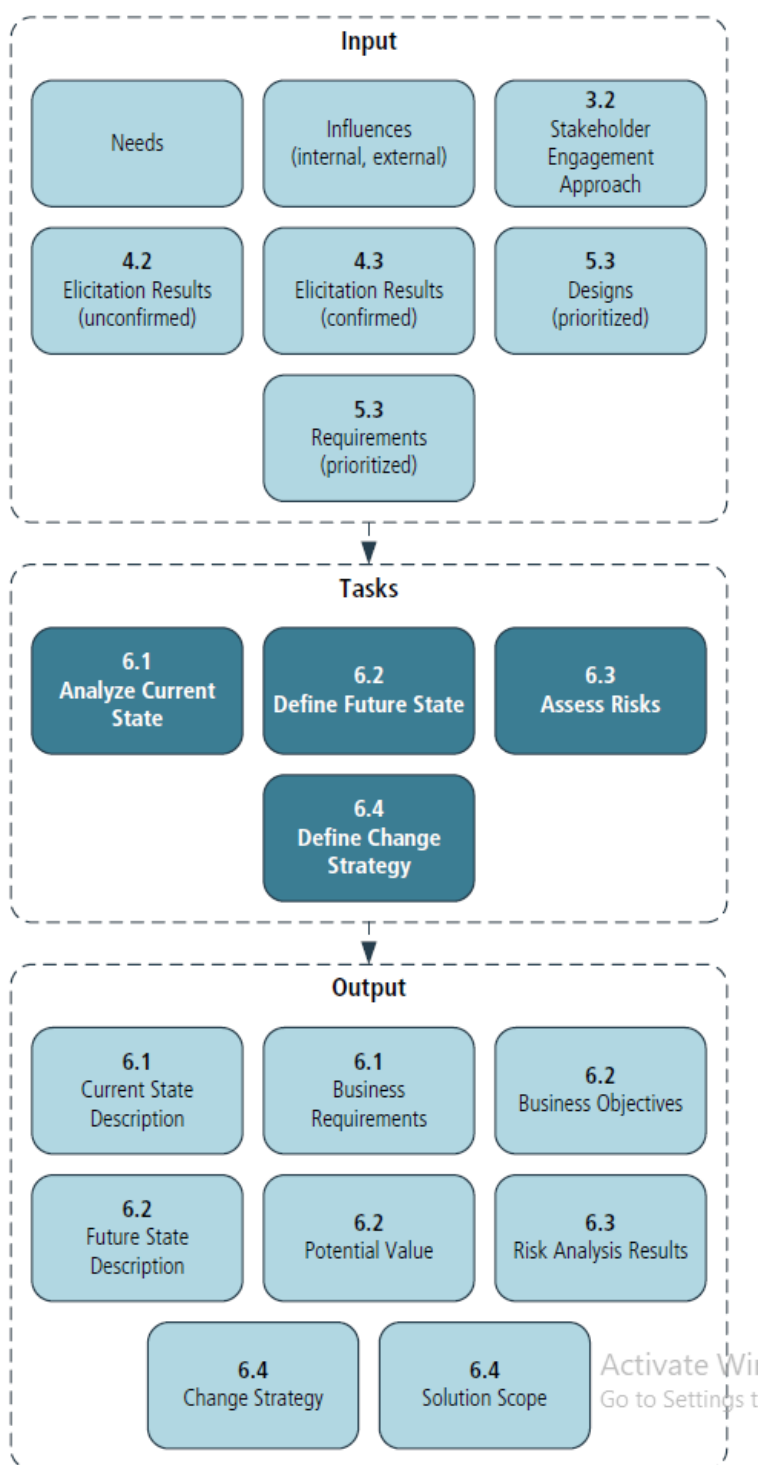 Input
Needs
Influences
(internal, external)
3.2
Stakeholder
Engagement
Approach
4.2
Elicitation Results
(unconfirmed)
4.3
Elicitation Results
(confirmed)
5.3
Designs
(prioritized)
5.3
Requirements
(prioritized)
Tasks
6.1
Analyze Current
State
6.2
Define Future State
6.3
Assess Risks
6.4
Define Change
Strategy
Output
6.1
Current State
Description
6.1
Business
Requirements
6.2
Business Objectives
6.2
Future State
Description
6.2
Potential Value
6.3
Risk Analysis Results
6.4
Change Strategy
6.4
Solution Scope
Activate Wi
Go to Settings t